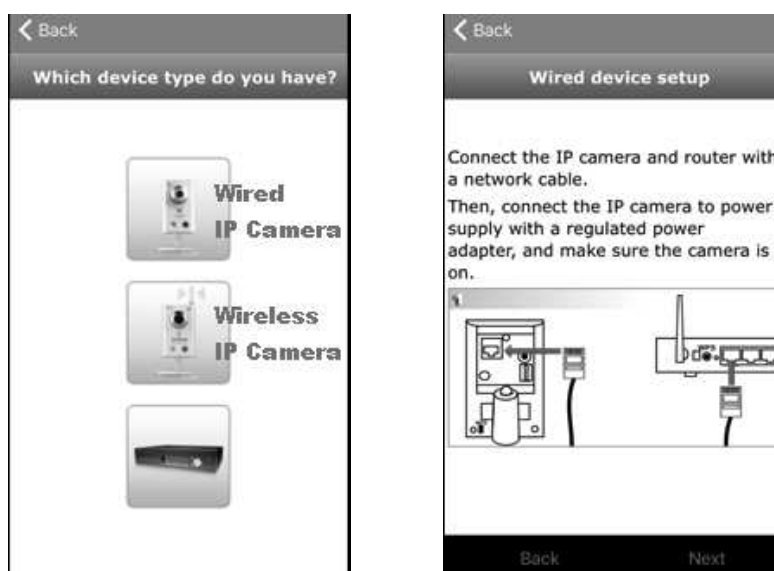 Back
Which device type do you have?
Wired
IP Camera
Wireless
IP Camera
Back
Wired device setup
Connect the IP camera and router with
a network cable.
Then, connect the IP camera to power
supply with a regulated power
adapter, and make sure the camera is
on.
Back
Next